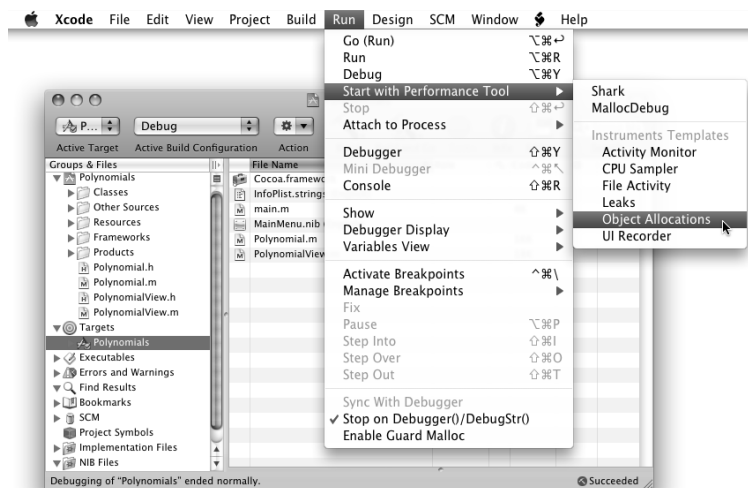 Xcode File Edit View Project Build Run Design SCM Window Help
Go (Run) ⌥⌘↩
Run ⌥⌘R
Debug ⌥⌘Y
Start with Performance Tool ▶
Stop ⇧⌘↩
Attach to Process ▶
Debugger ⇧⌘Y
Mini Debugger ^⌘↖
Console ⇧⌘R
Show ▶
Debugger Display ▶
Variables View ▶
Activate Breakpoints ^⌘\
Manage Breakpoints ▶
Fix
Pause ⌥⌘P
Step Into ⇧⌘I
Step Over ⇧⌘O
Step Out ⇧⌘T
Sync With Debugger
✓ Stop on Debugger()/DebugStr()
Enable Guard Malloc
Shark
MallocDebug
Instruments Templates
Activity Monitor
CPU Sampler
File Activity
Leaks
Object Allocations
UI Recorder
P... Debug
Active Target Active Build Configuration Action
Groups & Files
Polynomials
Classes
Other Sources
Resources
Frameworks
Products
Polynomial.h
Polynomial.m
PolynomialView.h
PolynomialView.m
Targets
Polynomials
Executables
Errors and Warnings
Find Results
Bookmarks
SCM
Project Symbols
Implementation Files
NIB Files
File Name
Cocoa.framewo
InfoPlist.strings
main.m
MainMenu.nib
Polynomial.m
PolynomialView
Debugging of "Polynomials" ended normally.
Succeeded